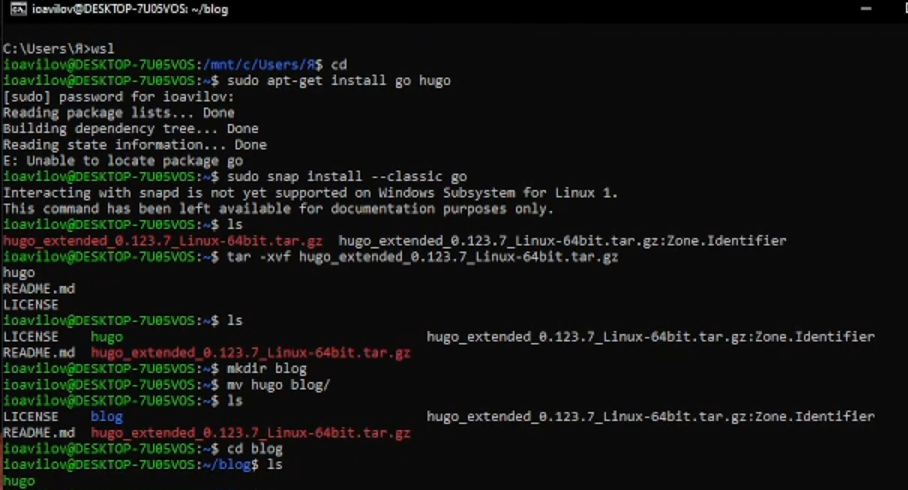 ioavilov@DESKTOP-7U05VOS: ~/blog
C:\Users\Я>wsl
ioavilov@DESKTOP-7U05VOS:/mnt/c/Users/Я$ cd
ioavilov@DESKTOP-7U05VOS:~$ sudo apt-get install go hugo
[sudo] password for ioavilov:
Reading package lists... Done
Building dependency tree... Done
Reading state information... Done
E: Unable to locate package go
ioavilov@DESKTOP-7U05VOS:~$ sudo snap install --classic go
Interacting with snapd is not yet supported on Windows Subsystem for Linux 1.
This command has been left available for documentation purposes only.
ioavilov@DESKTOP-7U05VOS:~$ ls
hugo_extended_0.123.7_Linux-64bit.tar.gz  hugo_extended_0.123.7_Linux-64bit.tar.gz:Zone.Identifier
ioavilov@DESKTOP-7U05VOS:~$ tar -xvf hugo_extended_0.123.7_Linux-64bit.tar.gz
hugo
README.md
LICENSE
ioavilov@DESKTOP-7U05VOS:~$ ls
LICENSE    hugo                                      hugo_extended_0.123.7_Linux-64bit.tar.gz:Zone.Identifier
README.md  hugo_extended_0.123.7_Linux-64bit.tar.gz
ioavilov@DESKTOP-7U05VOS:~$ mkdir blog
ioavilov@DESKTOP-7U05VOS:~$ mv hugo blog/
ioavilov@DESKTOP-7U05VOS:~$ ls
LICENSE    blog                                      hugo_extended_0.123.7_Linux-64bit.tar.gz:Zone.Identifier
README.md  hugo_extended_0.123.7_Linux-64bit.tar.gz
ioavilov@DESKTOP-7U05VOS:~$ cd blog
ioavilov@DESKTOP-7U05VOS:~/blog$ ls
hugo